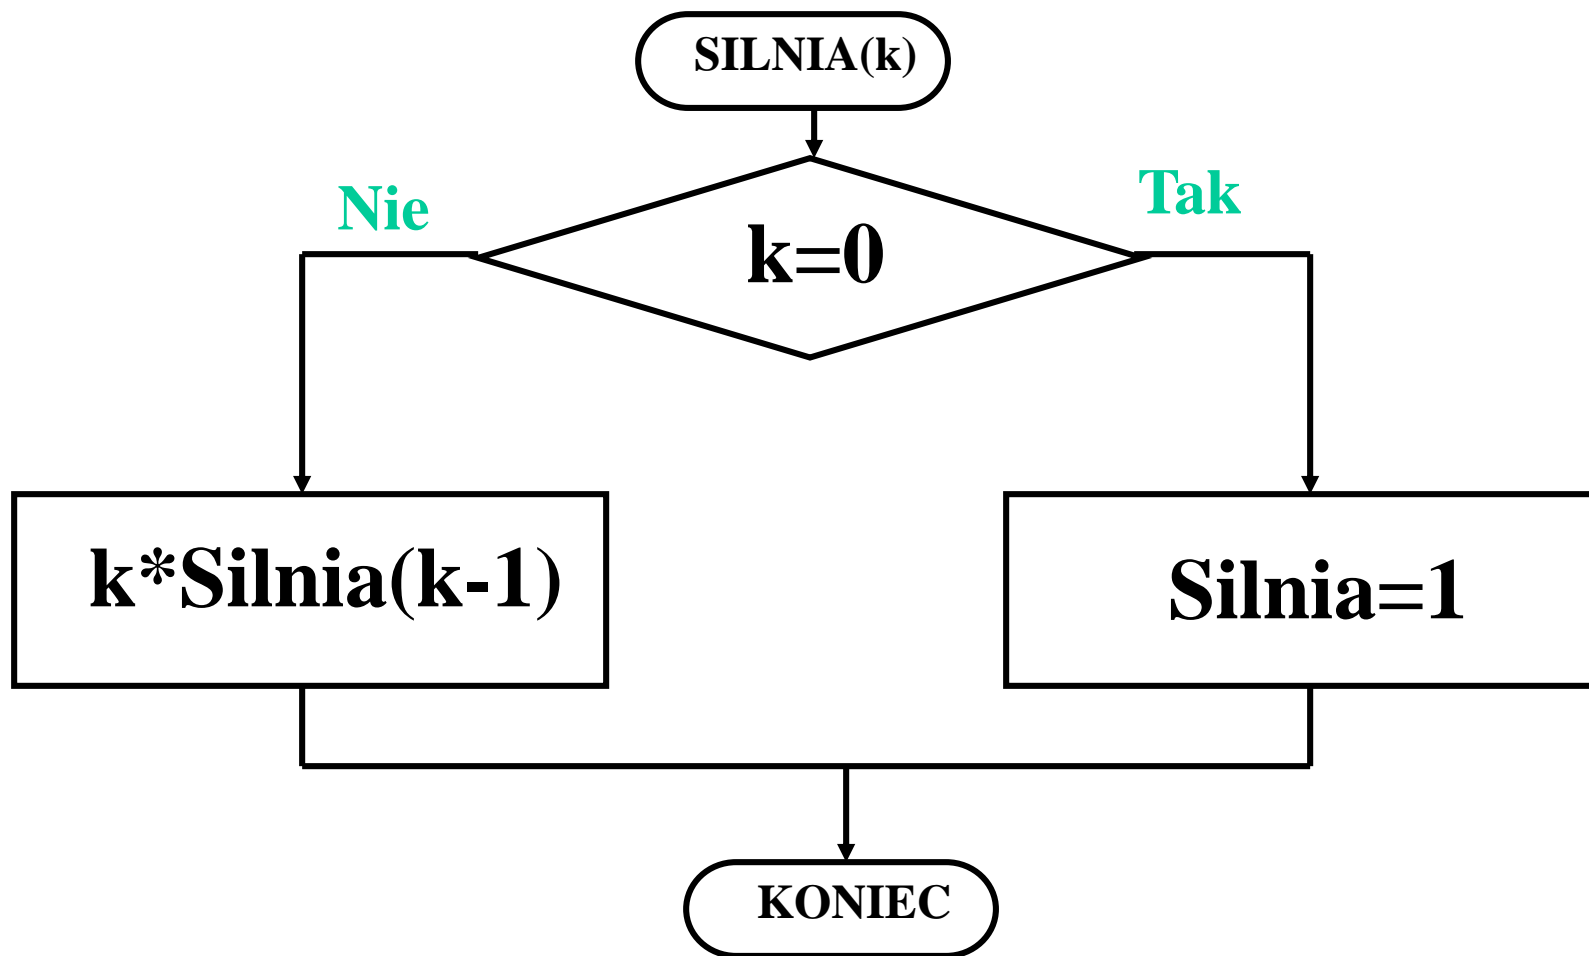 SILNIA(k)
Nie
Tak
k=0
k*Silnia(k-1)
Silnia=1
KONIEC